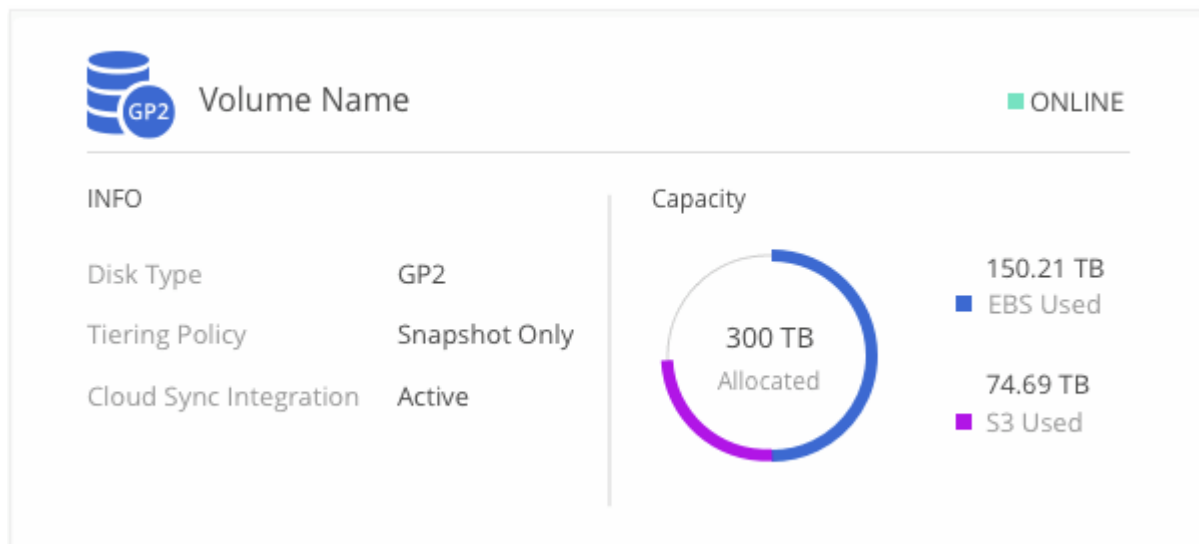 GP2
Volume Name
ONLINE
INFO
Disk Type GP2
Tiering Policy Snapshot Only
Cloud Sync Integration Active
Capacity
300 TB
Allocated
150.21 TB
EBS Used
74.69 TB
S3 Used